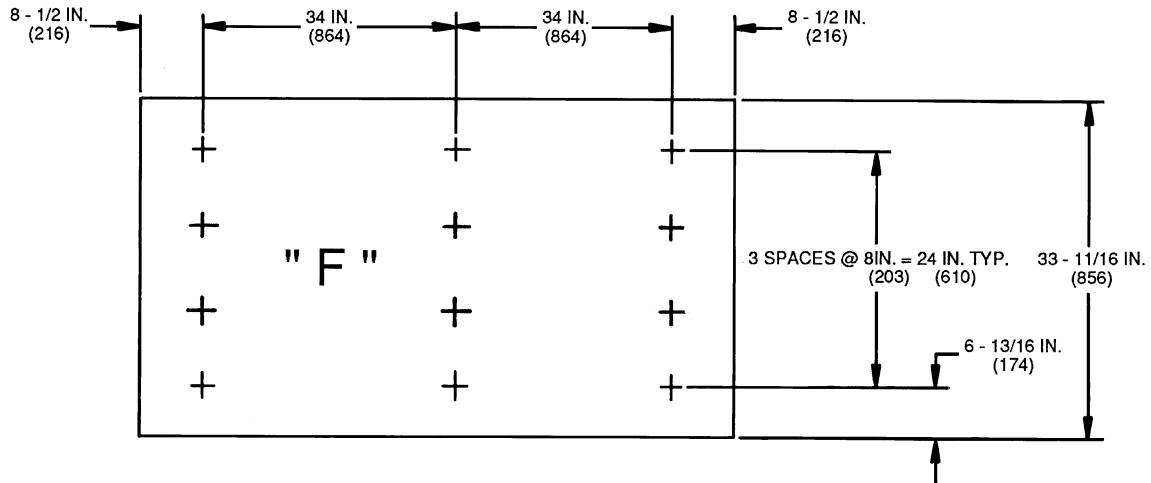 8 - 1/2 IN.
(216)
34 IN.
(864)
34 IN.
(864)
8 - 1/2 IN.
(216)
" F "
3 SPACES @ 8IN. = 24 IN. TYP.
(203) (610)
33 - 11/16 IN.
(856)
6 - 13/16 IN.
(174)